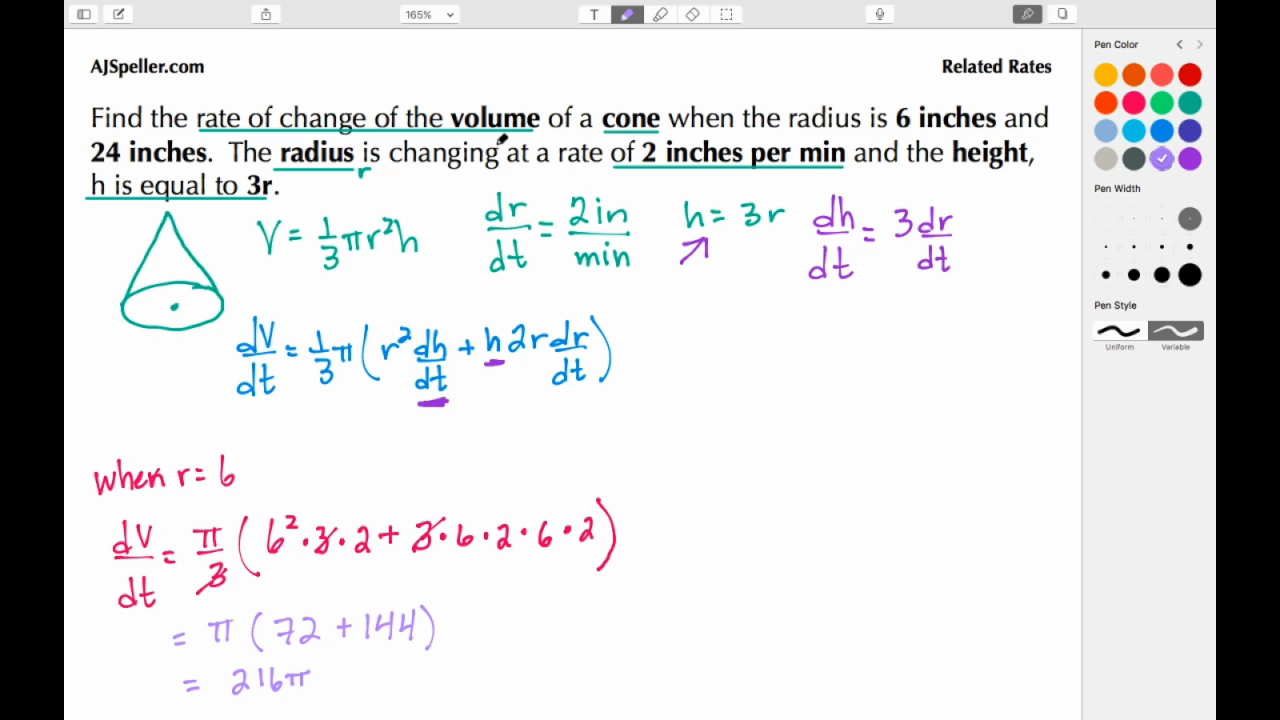 165%
T
AJSpeller.com Related Rates
Find the rate of change of the volume of a cone when the radius is 6 inches and
24 inches. The radius is changing at a rate of 2 inches per min and the height,
h is equal to 3r.
r
V = 1/3 πr²h dr/dt = 2in/min h = 3r dh/dt = 3dr/dt
dV/dt = 1/3 π(r² dh/dt + h2r dr/dt)
when r = 6
dV/dt = π/3 (6² · 3 · 2 + 3 · 6 · 2 · 6 · 2)
= π(72 + 144)
= 216π
Pen Color
Pen Width
Pen Style
Uniform Variable